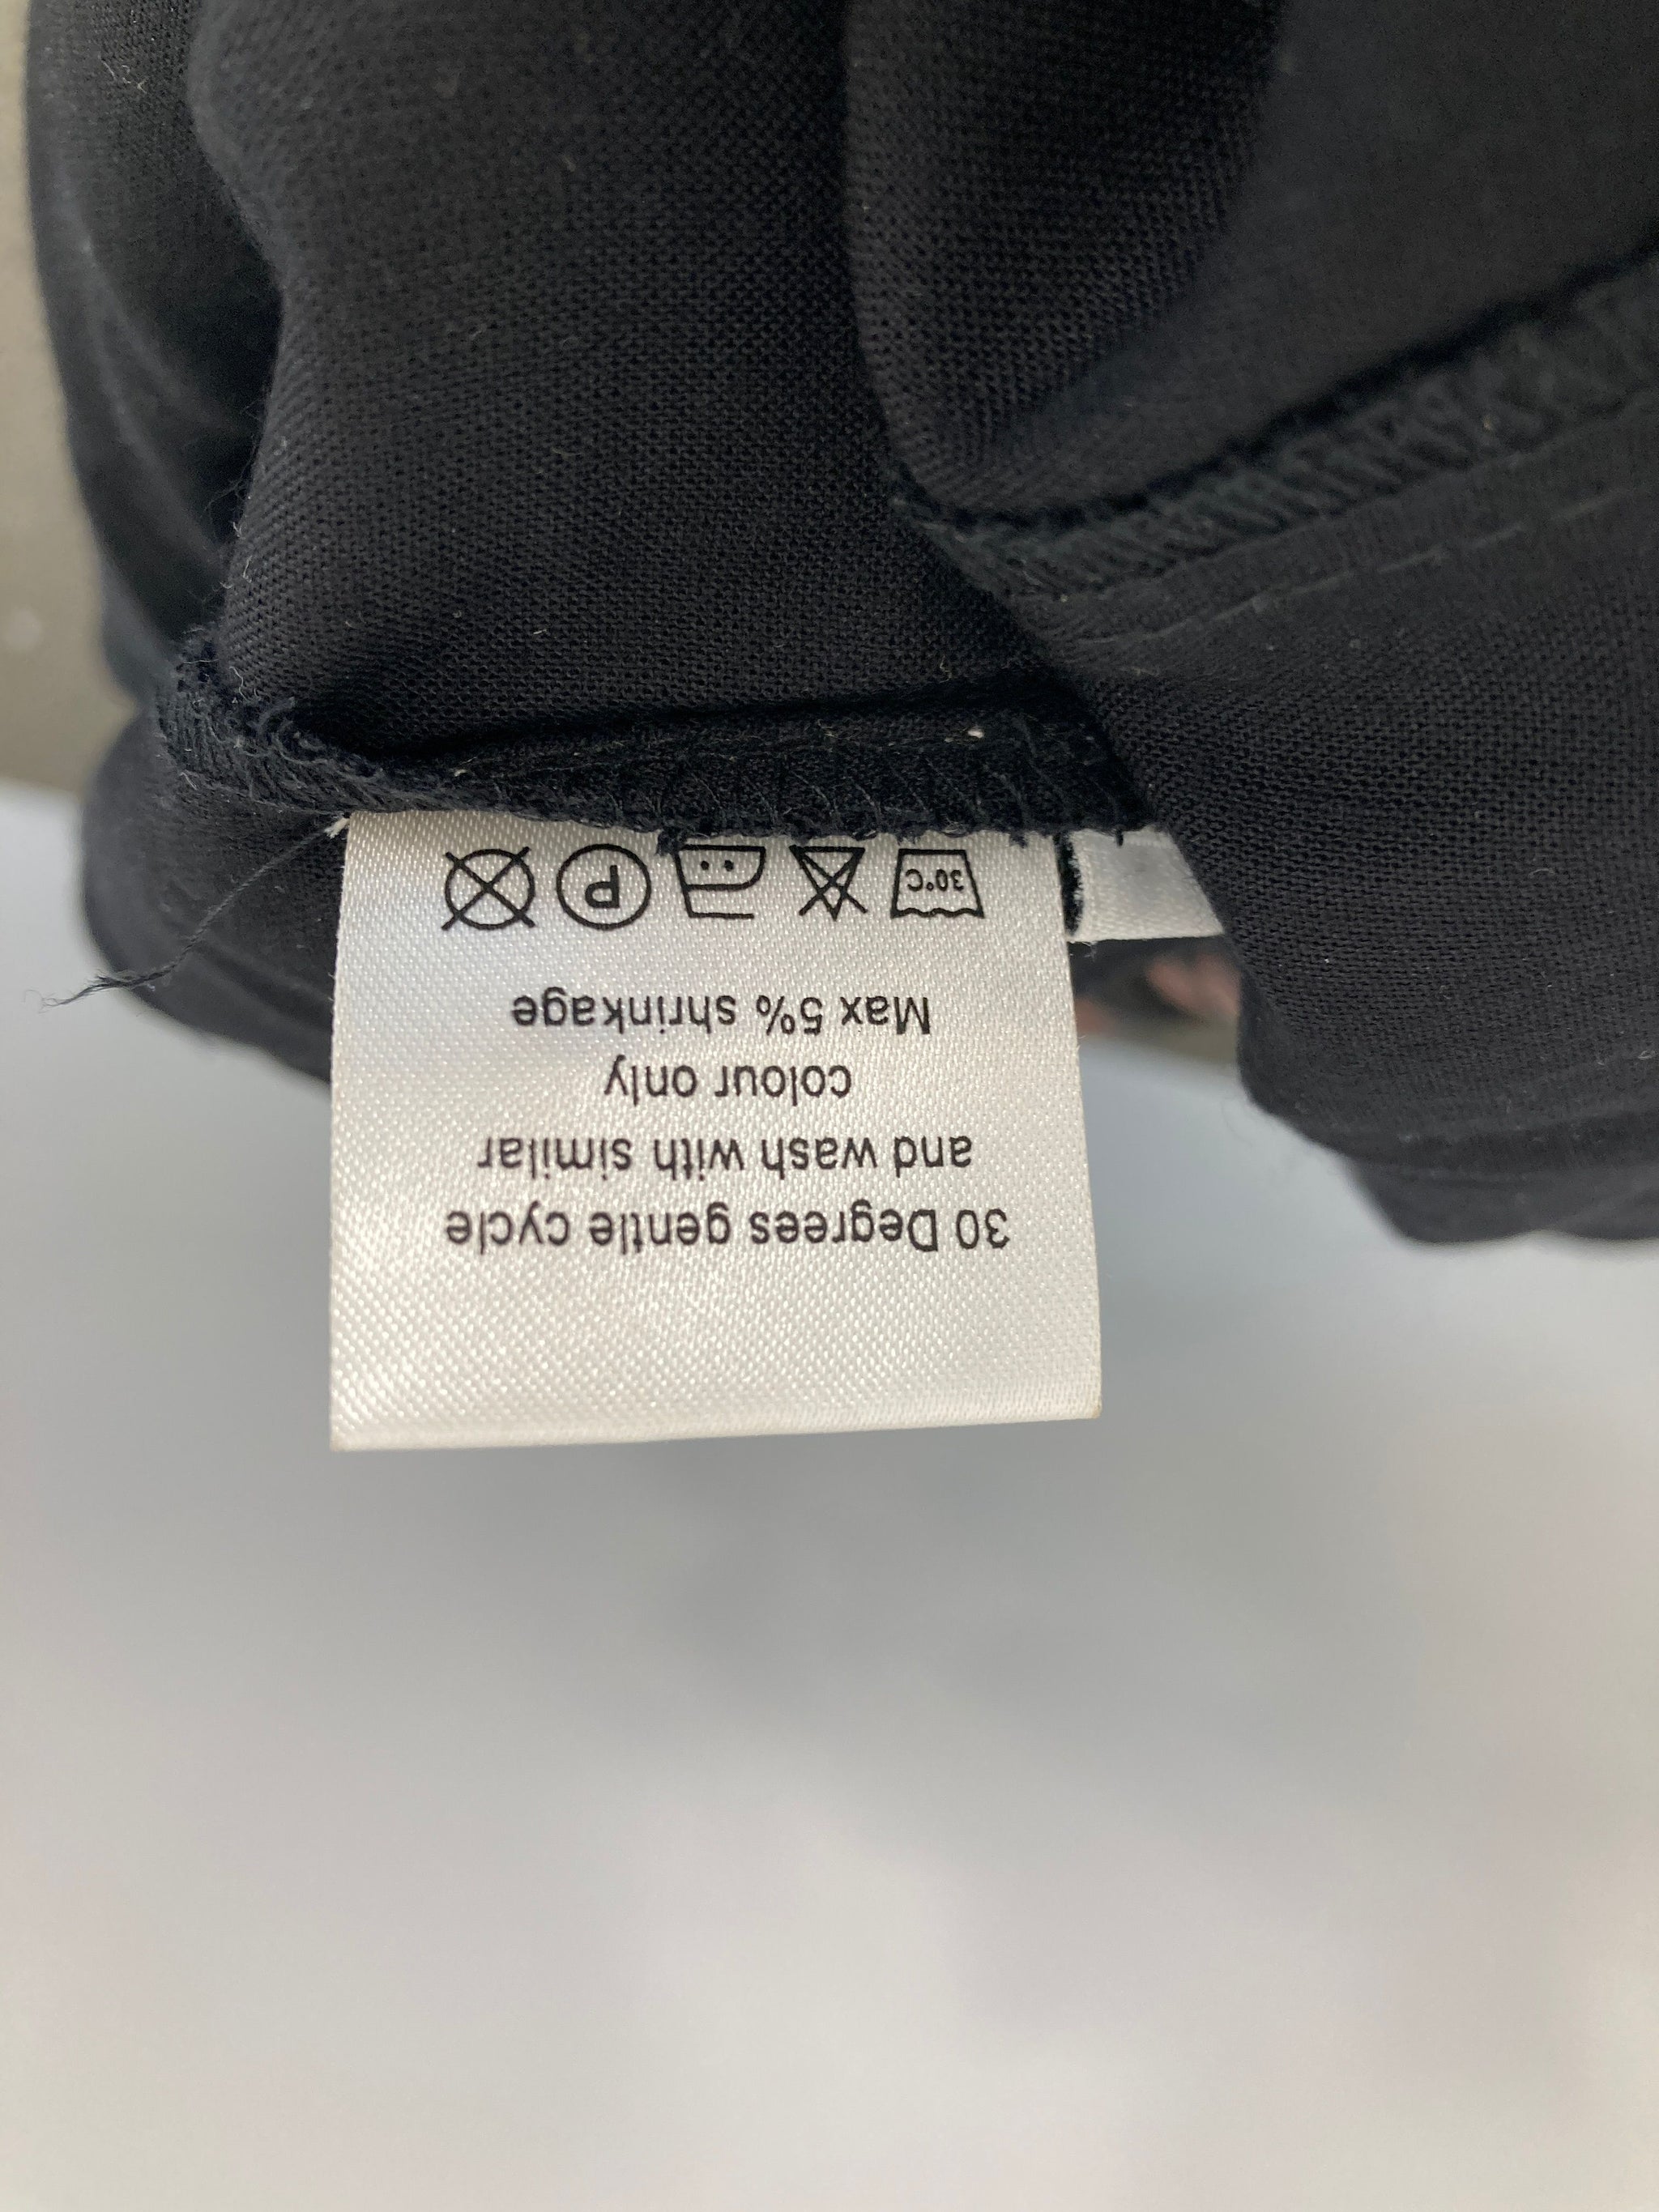 30 Degrees gentle cycle
and wash with similar
colour only
Max 5% shrinkage
30°C P